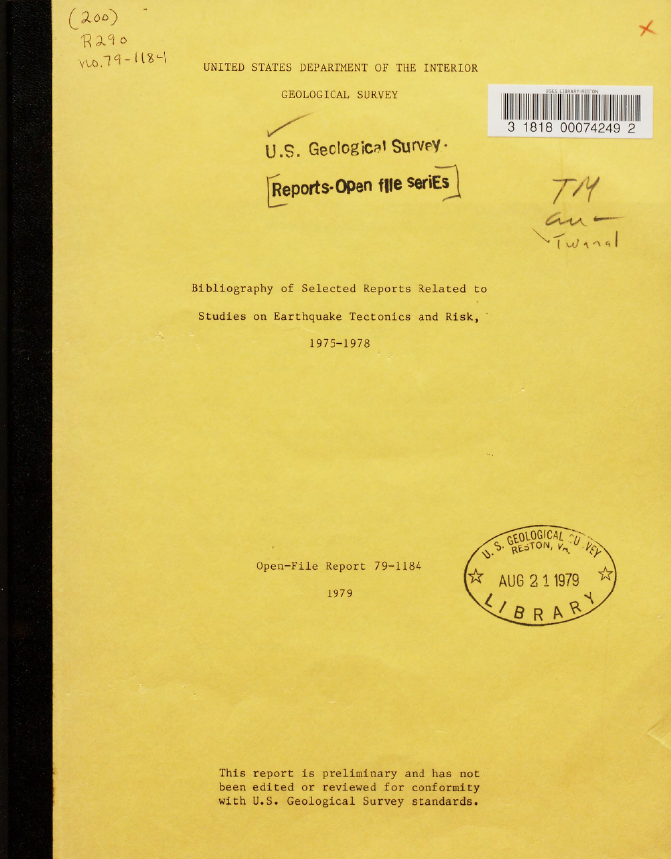 (200)
R290
no.79-1184
UNITED STATES DEPARTMENT OF THE INTERIOR
GEOLOGICAL SURVEY
USGS LIBRARY-RESTON
3 1818 00074249 2
U.S. Geological Survey.
Reports-Open file seriEs
TM
Bibliography of Selected Reports Related to
Studies on Earthquake Tectonics and Risk,
1975-1978
Open-File Report 79-1184
1979
U. S. GEOLOGICAL SURVEY
RESTON, VA.
AUG 21 1979
LIBRARY
This report is preliminary and has not
been edited or reviewed for conformity
with U.S. Geological Survey standards.